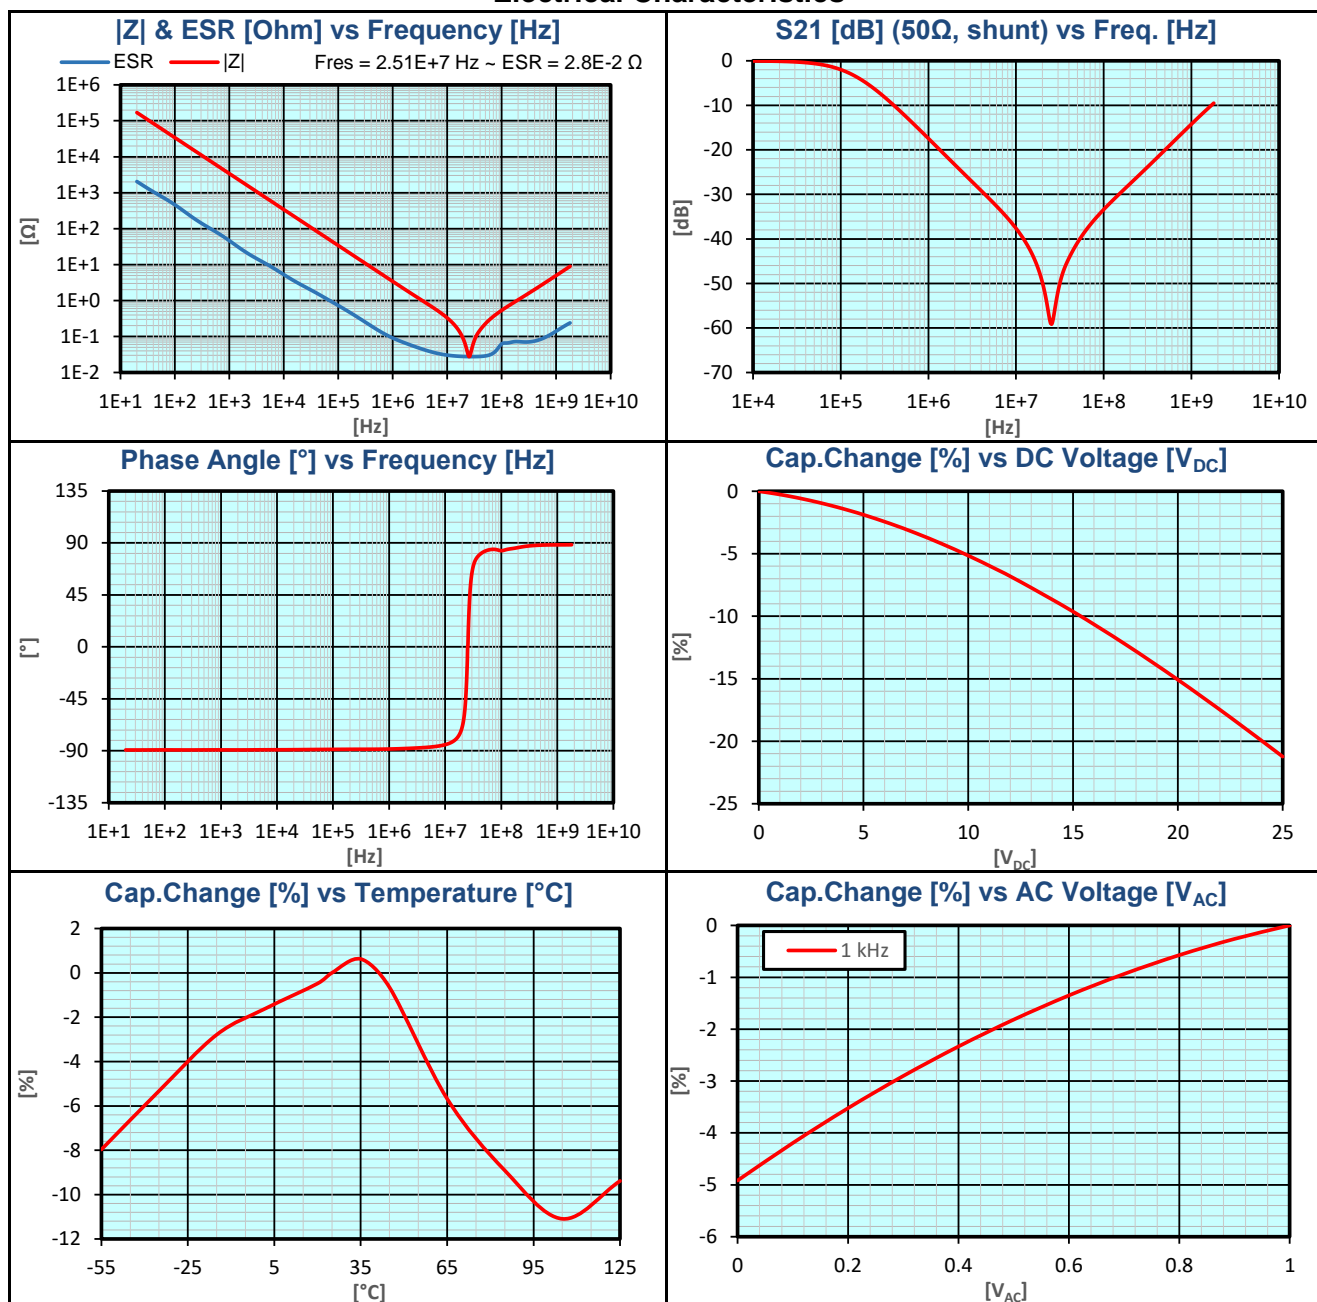 |Z| & ESR [Ohm] vs Frequency [Hz]
ESR |Z| Fres = 2.51E+7 Hz ~ ESR = 2.8E-2 Ω
1E+6
1E+5
1E+4
1E+3
1E+2
1E+1
1E+0
1E-1
1E-2
[Ω]
1E+1 1E+2 1E+3 1E+4 1E+5 1E+6 1E+7 1E+8 1E+9 1E+10
[Hz]
S21 [dB] (50Ω, shunt) vs Freq. [Hz]
0
-10
-20
-30
-40
-50
-60
-70
[dB]
1E+4 1E+5 1E+6 1E+7 1E+8 1E+9 1E+10
[Hz]
Phase Angle [°] vs Frequency [Hz]
135
90
45
0
-45
-90
-135
[°]
1E+1 1E+2 1E+3 1E+4 1E+5 1E+6 1E+7 1E+8 1E+9 1E+10
[Hz]
Cap.Change [%] vs DC Voltage [VDC]
0
-5
-10
-15
-20
-25
[%]
0 5 10 15 20 25
[VDC]
Cap.Change [%] vs Temperature [°C]
2
0
-2
-4
-6
-8
-10
-12
[%]
-55 -25 5 35 65 95 125
[°C]
Cap.Change [%] vs AC Voltage [VAC]
1 kHz
0
-1
-2
-3
-4
-5
-6
[%]
0 0.2 0.4 0.6 0.8 1
[VAC]